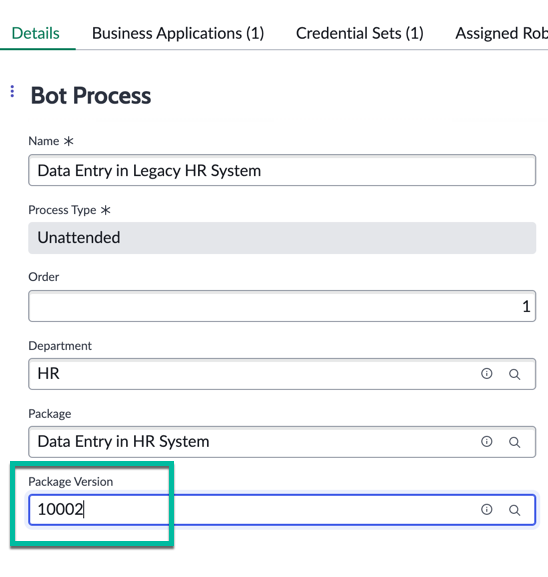 Details Business Applications (1) Credential Sets (1) Assigned Rob
Bot Process
Name *
Data Entry in Legacy HR System
Process Type *
Unattended
Order
1
Department
HR
Package
Data Entry in HR System
Package Version
10002